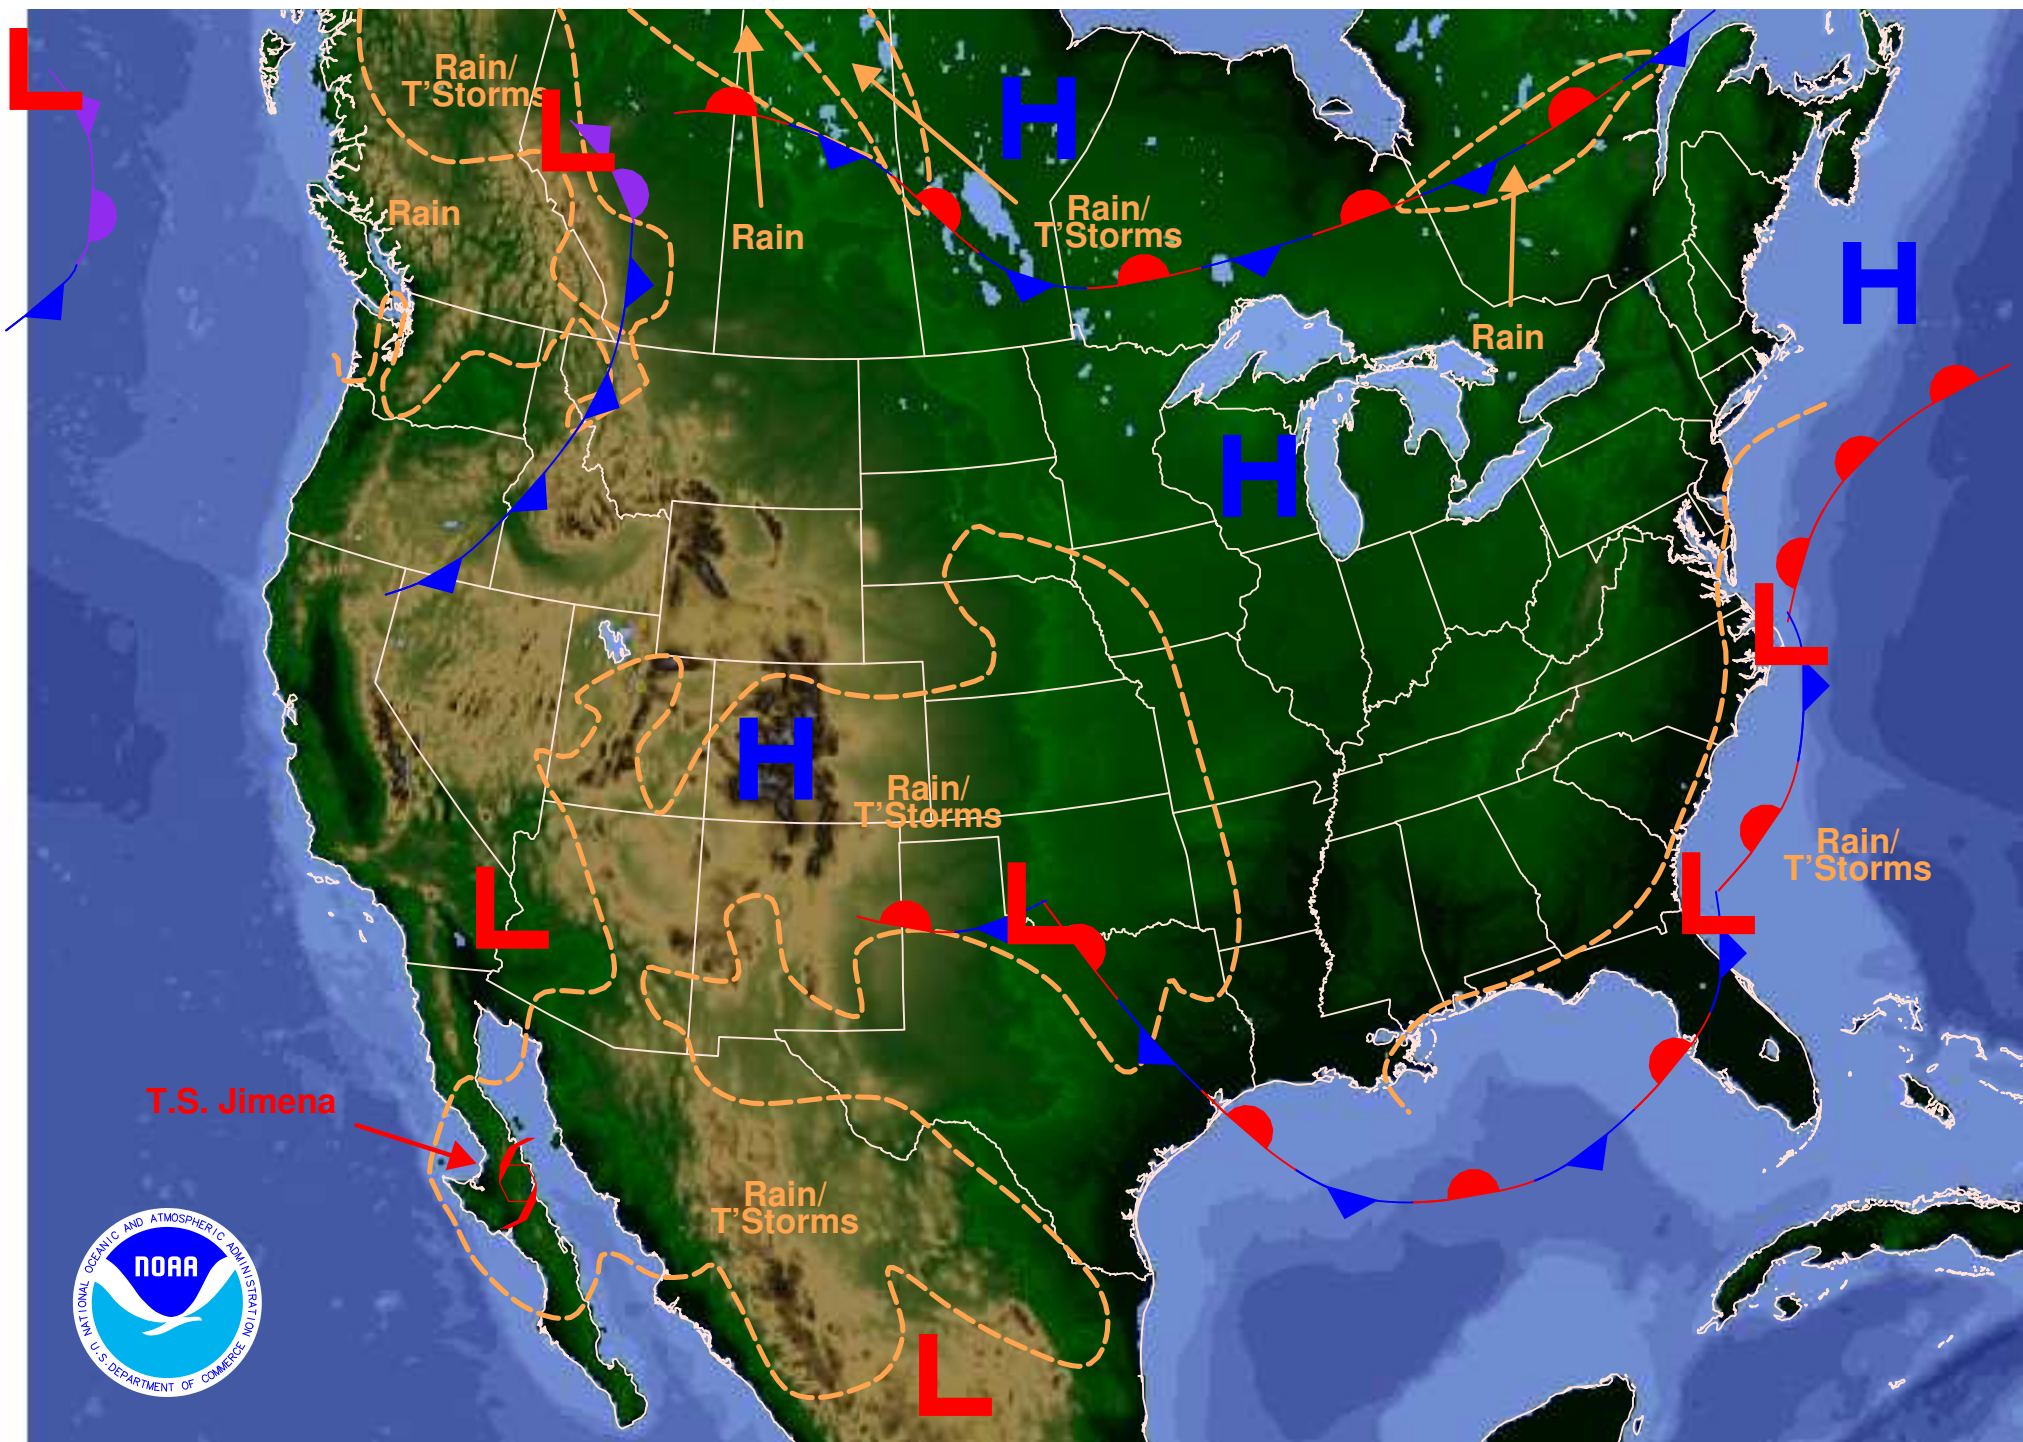 L
Rain/
T'Storms
L
H
Rain
Rain
Rain/
T'Storms
H
Rain
H
L
H
Rain/
T'Storms
Rain/
T'Storms
L
L
L
T.S. Jimena
Rain/
T'Storms
L
NATIONAL OCEANIC AND ATMOSPHERIC ADMINISTRATION
NOAA
U.S. DEPARTMENT OF COMMERCE